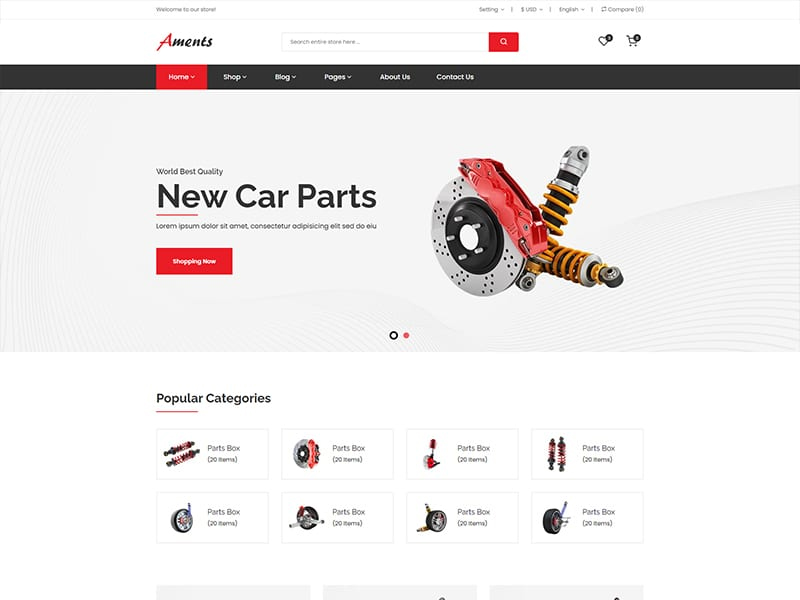 Welcome to our store!
Setting | $ USD | English | Compare (0)
Aments
Search entire store here ...
0
0
Home
Shop
Blog
Pages
About Us
Contact Us
World Best Quality
New Car Parts
Lorem ipsum dolor sit amet, consectetur adipisicing elit sed do eiu
Shopping Now
Popular Categories
Parts Box
(20 Items)
Parts Box
(20 Items)
Parts Box
(20 Items)
Parts Box
(20 Items)
Parts Box
(20 Items)
Parts Box
(20 Items)
Parts Box
(20 Items)
Parts Box
(20 Items)